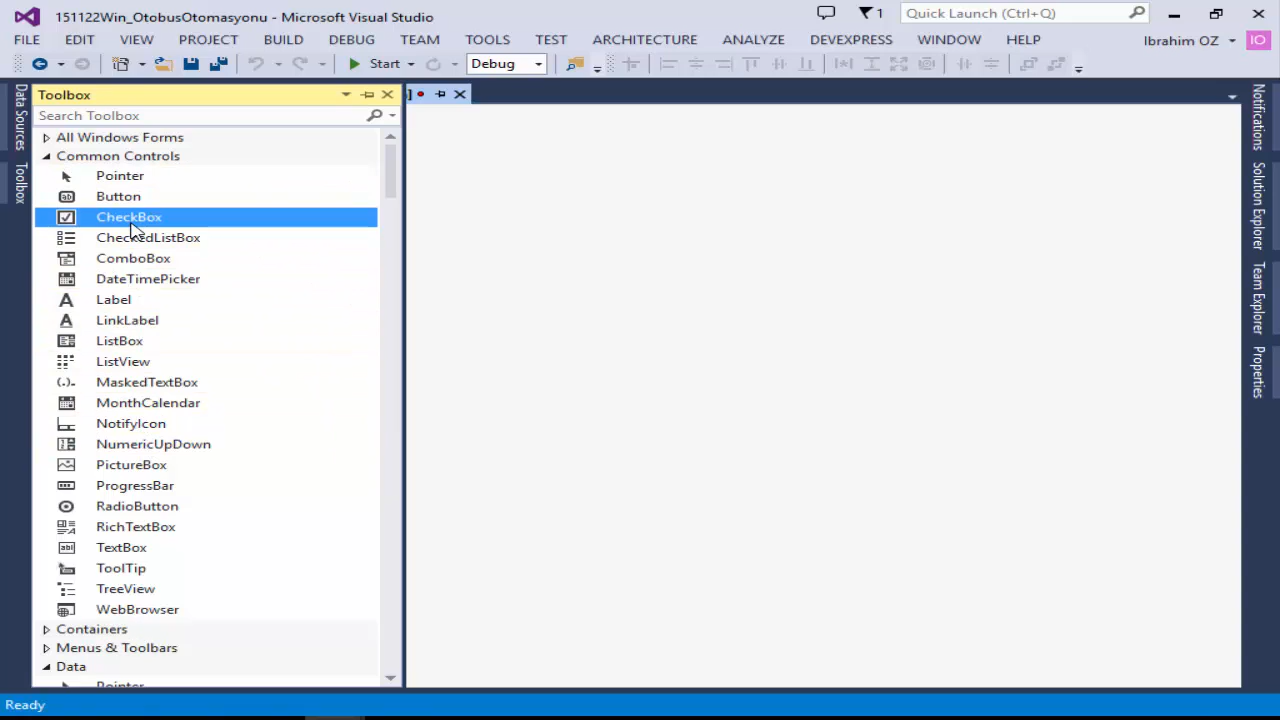 151122Win_OtobusOtomasyonu - Microsoft Visual Studio
1
Quick Launch (Ctrl+Q)
FILE EDIT VIEW PROJECT BUILD DEBUG TEAM TOOLS TEST ARCHITECTURE ANALYZE DEVEXPRESS WINDOW HELP
Ibrahim OZ
IO
Start
Debug
Data Sources
Toolbox
Toolbox
]
Search Toolbox
All Windows Forms
Common Controls
Pointer
Button
CheckBox
CheckedListBox
ComboBox
DateTimePicker
Label
LinkLabel
ListBox
ListView
MaskedTextBox
MonthCalendar
NotifyIcon
NumericUpDown
PictureBox
ProgressBar
RadioButton
RichTextBox
TextBox
ToolTip
TreeView
WebBrowser
Containers
Menus & Toolbars
Data
Pointer
Notifications
Solution Explorer
Team Explorer
Properties
Ready